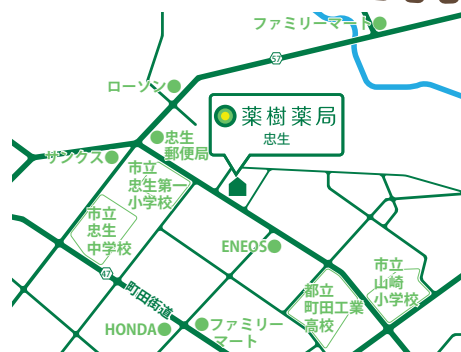 ファミリーマート
57
ローソン
薬樹薬局
忠生
忠生
郵便局
サンクス
市立
忠生第一
小学校
市立
忠生
中学校
ENEOS
市立
山崎
小学校
47
町田街道
都立
町田工業
高校
HONDA
ファミリー
マート